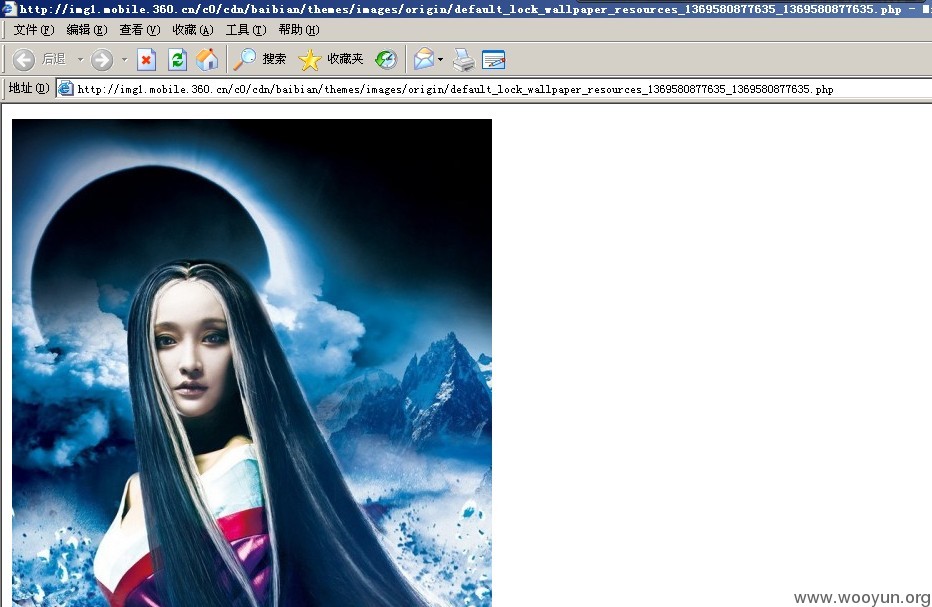 http://img1.mobile.360.cn/c0/cdn/baibian/themes/images/origin/default_lock_wallpaper_resources_1369580877635_1369580877635.php -
文件(F) 编辑(E) 查看(V) 收藏(A) 工具(T) 帮助(H)
后退 搜索 收藏夹
地址(D) http://img1.mobile.360.cn/c0/cdn/baibian/themes/images/origin/default_lock_wallpaper_resources_1369580877635_1369580877635.php
www.wooyun.org